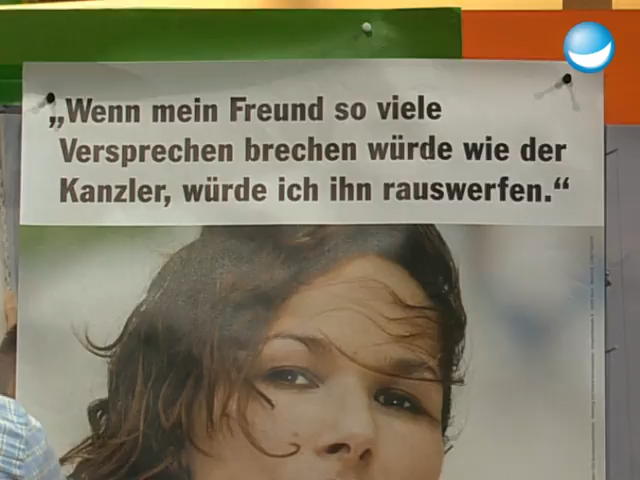 „Wenn mein Freund so viele
Versprechen brechen würde wie der
Kanzler, würde ich ihn rauswerfen.“